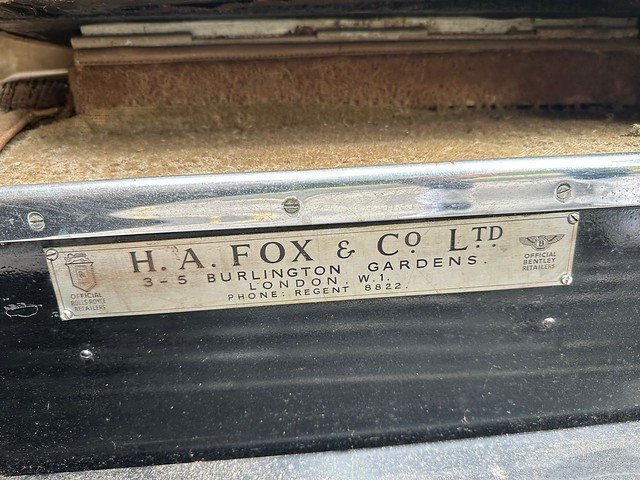 H. A. FOX & Co LTD
3-5 BURLINGTON GARDENS.
LONDON. W.1.
PHONE: REGENT 8822.
OFFICIAL
ROLLS-ROYCE
RETAILERS
B
OFFICIAL
BENTLEY
RETAILERS